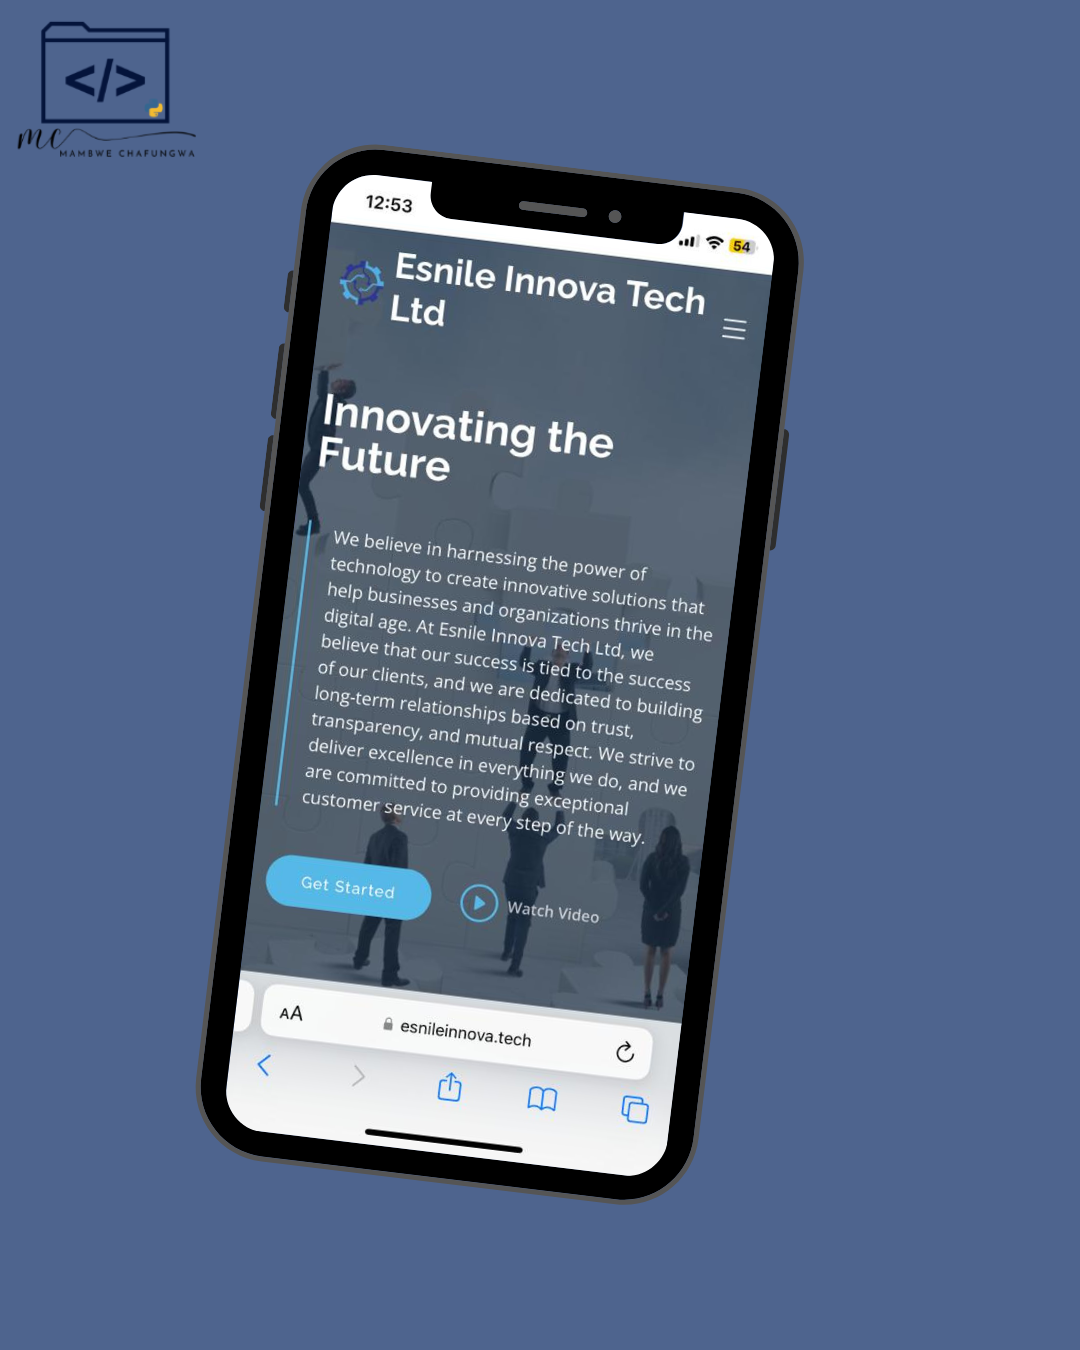 </>
mc
MAMBWE CHAFUNGWA
12:53
54
Esnile Innova Tech
Ltd
Innovating the
Future
We believe in harnessing the power of
technology to create innovative solutions that
help businesses and organizations thrive in the
digital age. At Esnile Innova Tech Ltd, we
believe that our success is tied to the success
of our clients, and we are dedicated to building
long-term relationships based on trust,
transparency, and mutual respect. We strive to
deliver excellence in everything we do, and we
are committed to providing exceptional
customer service at every step of the way.
Get Started
Watch Video
AA
esnileinnova.tech